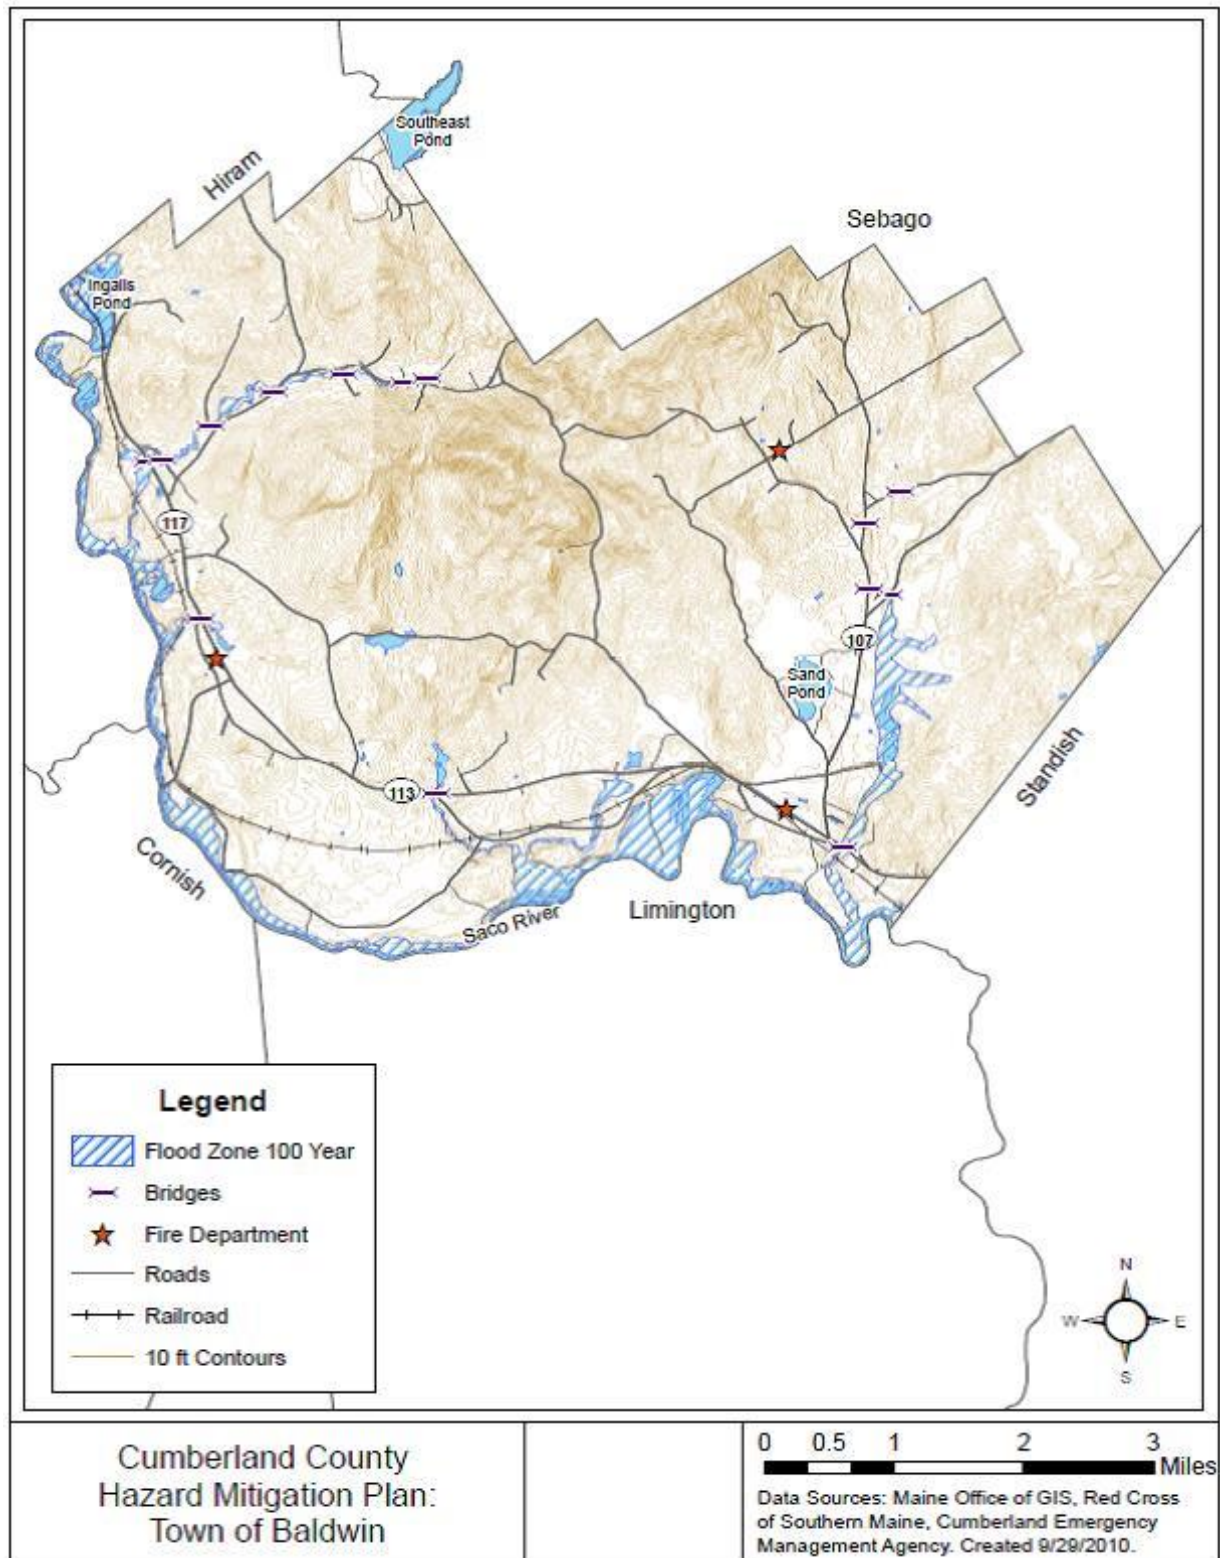 Southeast
Pond
Hiram
Sebago
Ingalls
Pond
117
107
Sand
Pond
113
Standish
Cornish
Saco River
Limington
Legend
Flood Zone 100 Year
Bridges
Fire Department
Roads
Railroad
10 ft Contours
N
W E
S
Cumberland County
Hazard Mitigation Plan:
Town of Baldwin
0 0.5 1 2 3
Miles
Data Sources: Maine Office of GIS, Red Cross
of Southern Maine, Cumberland Emergency
Management Agency. Created 9/29/2010.